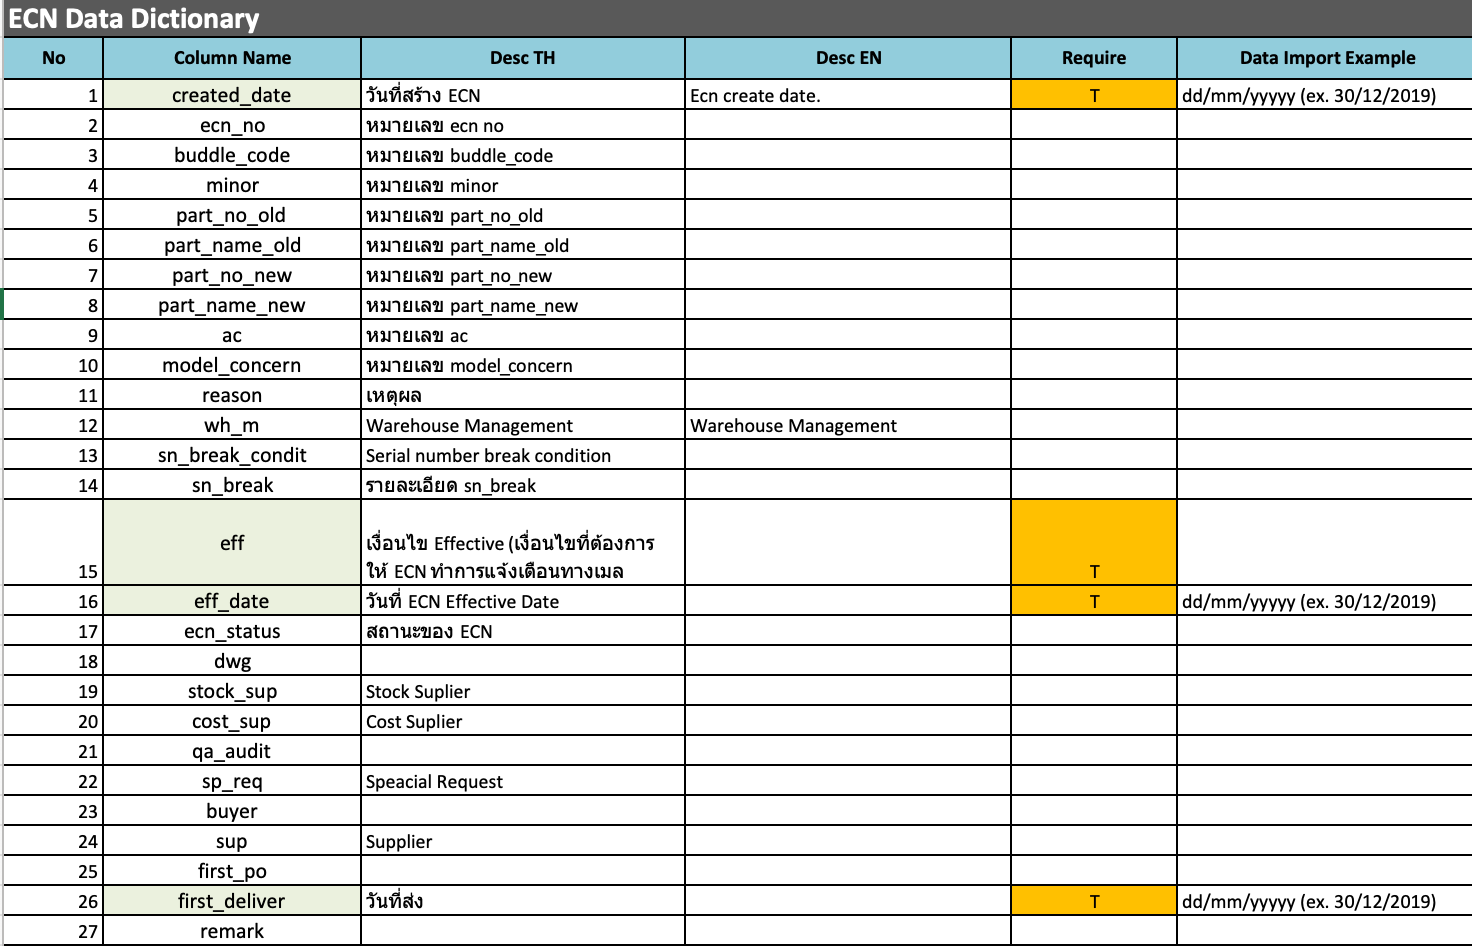 ECN Data Dictionary
No Column Name Desc TH Desc EN Require Data Import Example
1 created_date วันที่สร้าง ECN Ecn create date. T dd/mm/yyyyy (ex. 30/12/2019)
2 ecn_no หมายเลข ecn no
3 buddle_code หมายเลข buddle_code
4 minor หมายเลข minor
5 part_no_old หมายเลข part_no_old
6 part_name_old หมายเลข part_name_old
7 part_no_new หมายเลข part_no_new
8 part_name_new หมายเลข part_name_new
9 ac หมายเลข ac
10 model_concern หมายเลข model_concern
11 reason เหตุผล
12 wh_m Warehouse Management Warehouse Management
13 sn_break_condit Serial number break condition
14 sn_break รายละเอียด sn_break
eff เงื่อนไข Effective (เงื่อนไขที่ต้องการ
15 ให้ ECN ทำการแจ้งเตือนทางเมล T
16 eff_date วันที่ ECN Effective Date T dd/mm/yyyyy (ex. 30/12/2019)
17 ecn_status สถานะของ ECN
18 dwg
19 stock_sup Stock Suplier
20 cost_sup Cost Suplier
21 qa_audit
22 sp_req Speacial Request
23 buyer
24 sup Supplier
25 first_po
26 first_deliver วันที่ส่ง T dd/mm/yyyyy (ex. 30/12/2019)
27 remark